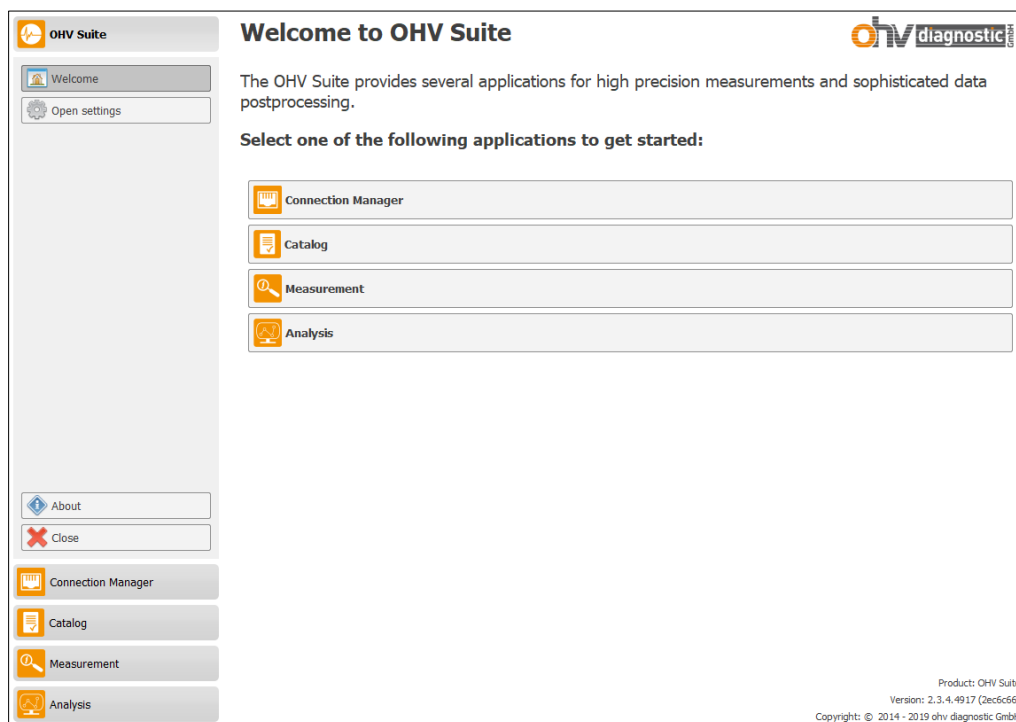 OHV Suite
Welcome
Open settings
About
Close
Connection Manager
Catalog
Measurement
Analysis
Welcome to OHV Suite
ohv diagnostic GmbH
The OHV Suite provides several applications for high precision measurements and sophisticated data
postprocessing.
Select one of the following applications to get started:
Connection Manager
Catalog
Measurement
Analysis
Product: OHV Suite
Version: 2.3.4.4917 (2ec6c66
Copyright: © 2014 - 2019 ohv diagnostic GmbH